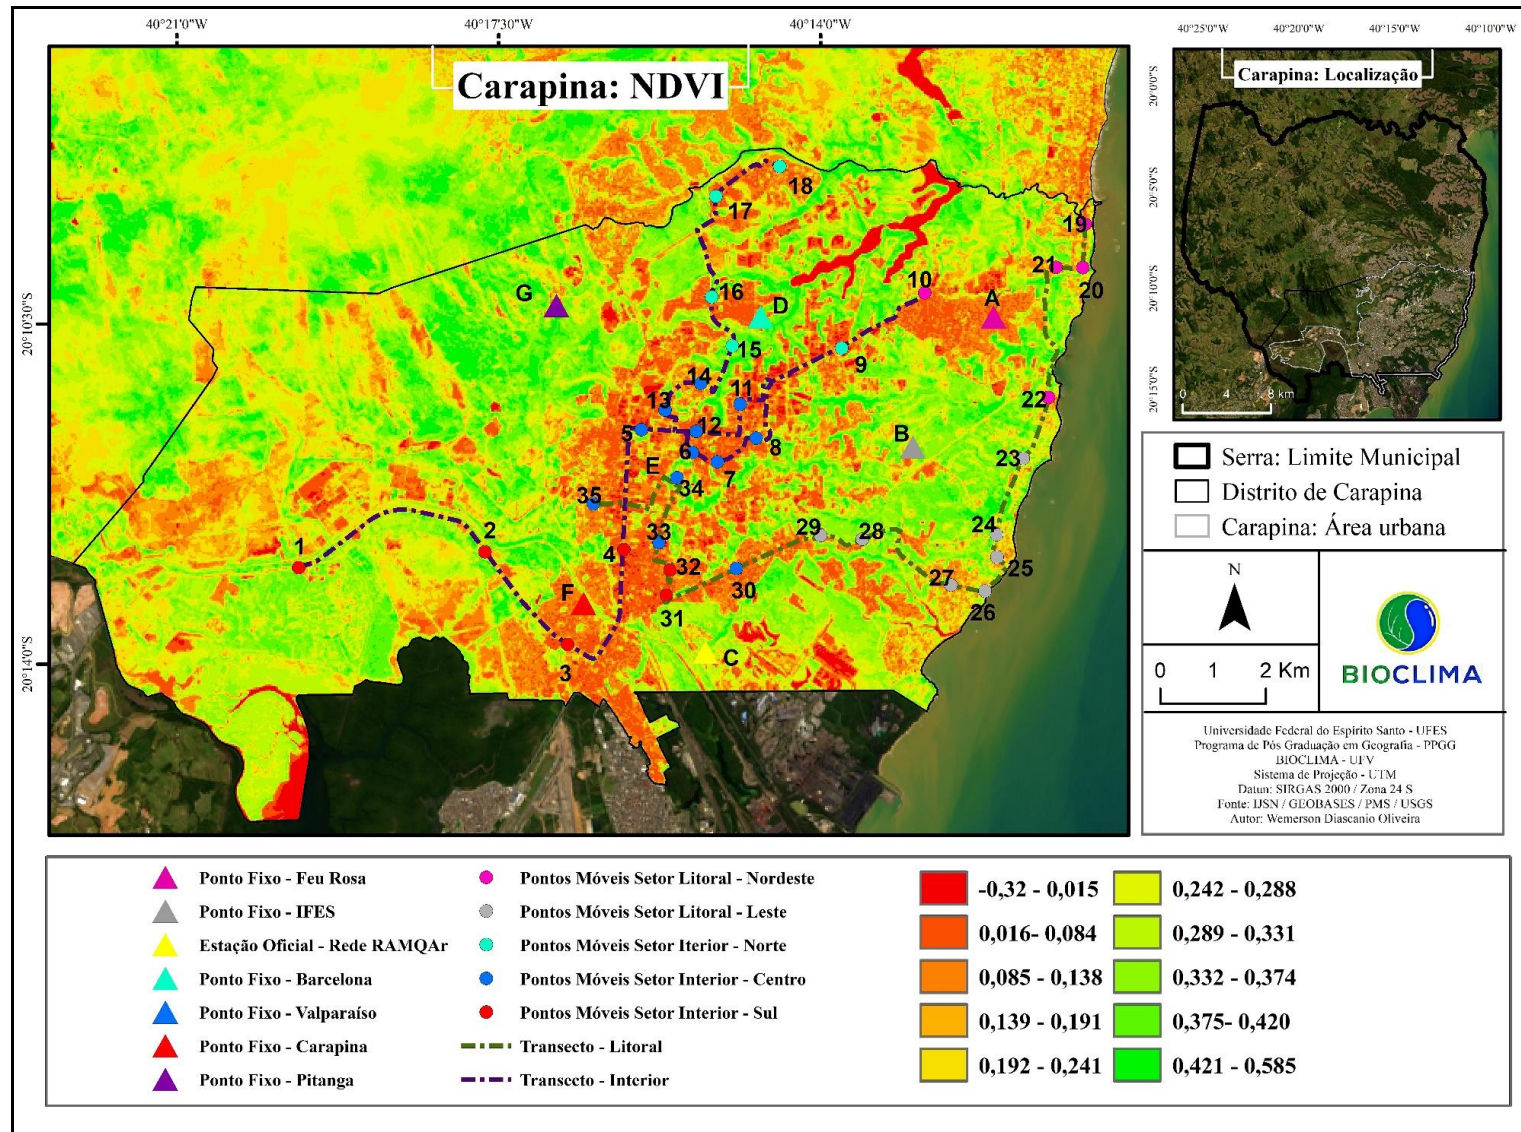 40°21'0"W
40°17'30"W
40°14'0"W
Carapina: NDVI
20°10'30"S
20°14'0"S
1
2
3
4
5
6
7
8
9
10
11
12
13
14
15
16
17
18
19
20
21
22
23
24
25
26
27
28
29
30
31
32
33
34
35
A
B
C
D
E
F
G
40°25'0"W
40°20'0"W
40°15'0"W
40°10'0"W
Carapina: Localização
20°0'0"S
20°5'0"S
20°10'0"S
20°15'0"S
0 4 8 km
Serra: Limite Municipal
Distrito de Carapina
Carapina: Área urbana
N
0 1 2 Km
BIOCLIMA
Universidade Federal do Espírito Santo - UFES
Programa de Pós Graduação em Geografia - PPGG
BIOCLIMA - UFV
Sistema de Projeção - UTM
Datun: SIRGAS 2000 / Zona 24 S
Fonte: IJSN / GEOBASES / PMS / USGS
Autor: Wemerson Diascanio Oliveira
Ponto Fixo - Feu Rosa
Ponto Fixo - IFES
Estação Oficial - Rede RAMQAr
Ponto Fixo - Barcelona
Ponto Fixo - Valparaíso
Ponto Fixo - Carapina
Ponto Fixo - Pitanga
Pontos Móveis Setor Litoral - Nordeste
Pontos Móveis Setor Litoral - Leste
Pontos Móveis Setor Iterior - Norte
Pontos Móveis Setor Interior - Centro
Pontos Móveis Setor Interior - Sul
Transecto - Litoral
Transecto - Interior
-0,32 - 0,015
0,016- 0,084
0,085 - 0,138
0,139 - 0,191
0,192 - 0,241
0,242 - 0,288
0,289 - 0,331
0,332 - 0,374
0,375- 0,420
0,421 - 0,585